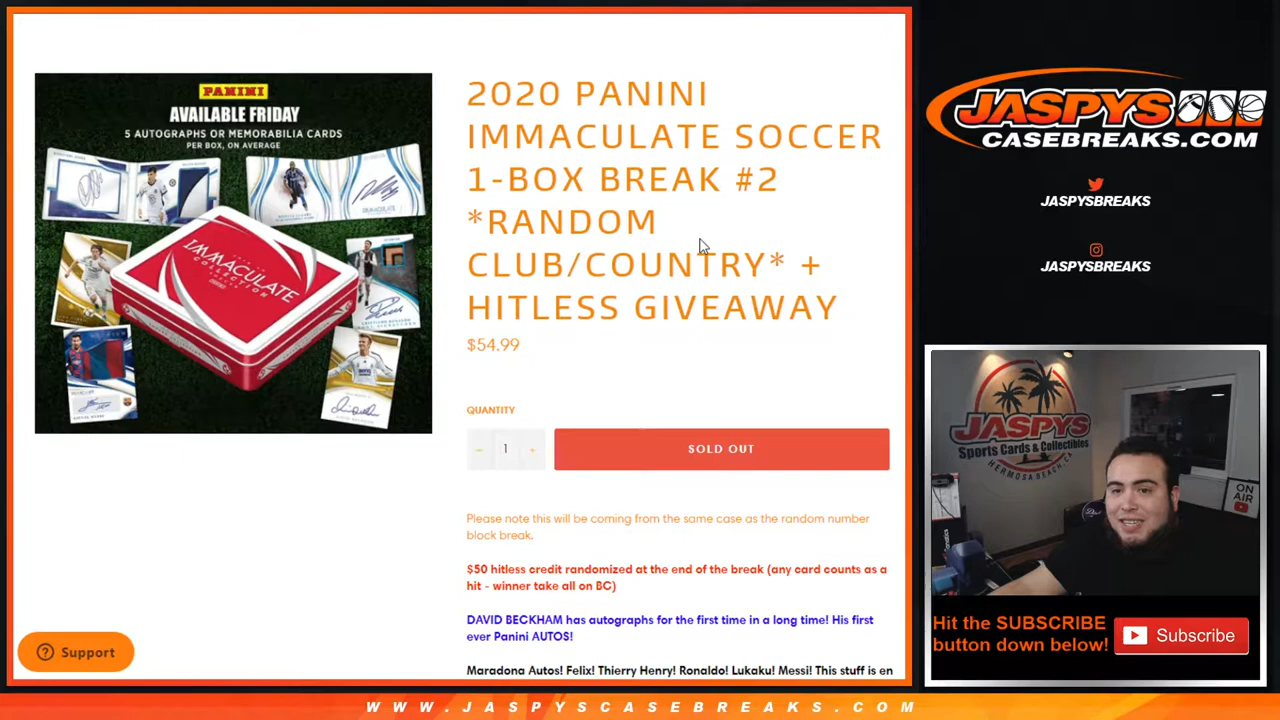 PANINI
AVAILABLE FRIDAY
5 AUTOGRAPHS OR MEMORABILIA CARDS
PER BOX, ON AVERAGE
IMMACULATE
COLLECTION
2020 PANINI
IMMACULATE SOCCER
1-BOX BREAK #2
*RANDOM
CLUB/COUNTRY* +
HITLESS GIVEAWAY
$54.99
QUANTITY
− 1 +
SOLD OUT
Please note this will be coming from the same case as the random number
block break.
$50 hitless credit randomized at the end of the break (any card counts as a
hit - winner take all on BC)
DAVID BECKHAM has autographs for the first time in a long time! His first
ever Panini AUTOS!
Maradona Autos! Felix! Thierry Henry! Ronaldo! Lukaku! Messi! This stuff is en
Support
JASPYS
CASEBREAKS.COM
JASPYSBREAKS
JASPYSBREAKS
JASPYS
Sports Cards & Collectibles
HERMOSA BEACH, CA
ON
AIR
Hit the SUBSCRIBE
button down below!
Subscribe
WWW.JASPYSCASEBREAKS.COM